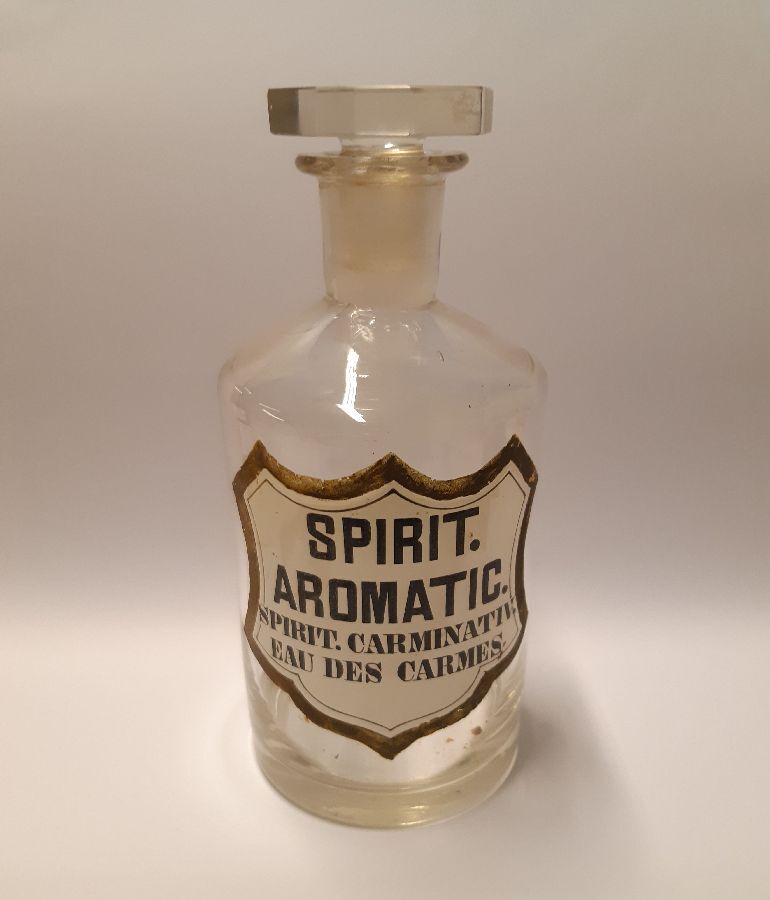 SPIRIT.
AROMATIC.
SPIRIT. CARMINATIV.
EAU DES CARMES.